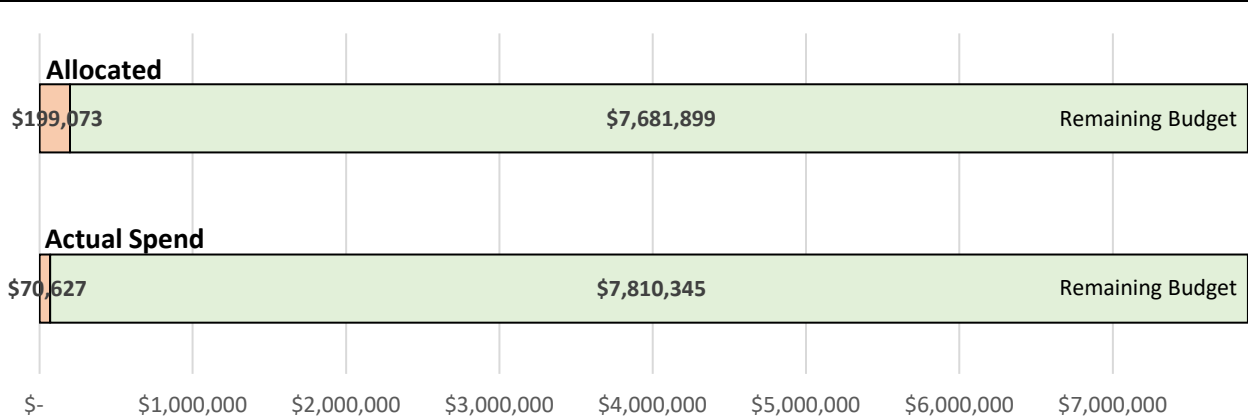 Allocated
$199,073 $7,681,899 Remaining Budget
Actual Spend
$70,627 $7,810,345 Remaining Budget
$- $1,000,000 $2,000,000 $3,000,000 $4,000,000 $5,000,000 $6,000,000 $7,000,000